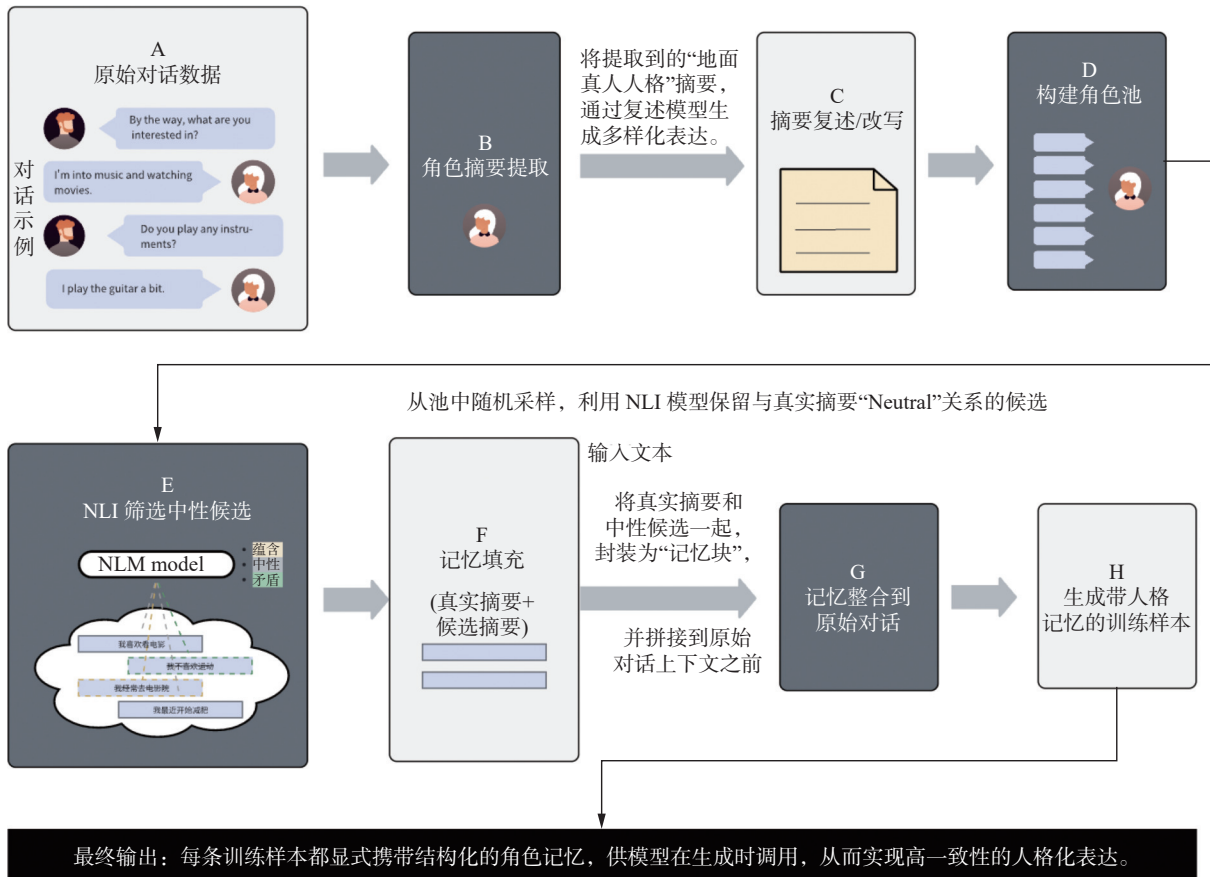 A
原始对话数据
对话示例
By the way, what are you
interested in?
I'm into music and watching
movies.
Do you play any instru-
ments?
I play the guitar a bit.
B
角色摘要提取
将提取到的“地面
真人人格”摘要，
通过复述模型生
成多样化表达。
C
摘要复述/改写
D
构建角色池
从池中随机采样，利用 NLI 模型保留与真实摘要“Neutral”关系的候选
E
NLI 筛选中性候选
NLM model
• 蕴含
• 中性
• 矛盾
我喜欢看电影
我不喜欢运动
我经常去电影院
我最近开始减肥
F
记忆填充
(真实摘要+
候选摘要)
输入文本
将真实摘要和
中性候选一起，
封装为“记忆块”，
并拼接到原始
对话上下文之前
G
记忆整合到
原始对话
H
生成带人格
记忆的训练样本
最终输出：每条训练样本都显式携带结构化的角色记忆，供模型在生成时调用，从而实现高一致性的人格化表达。